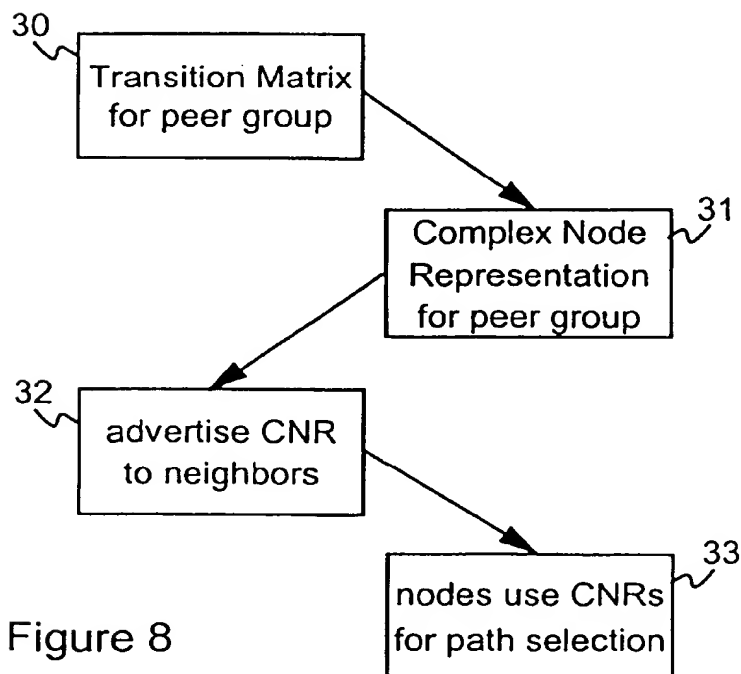 30
Transition Matrix
for peer group
31
Complex Node
Representation
for peer group
32
advertise CNR
to neighbors
33
nodes use CNRs
for path selection
Figure 8